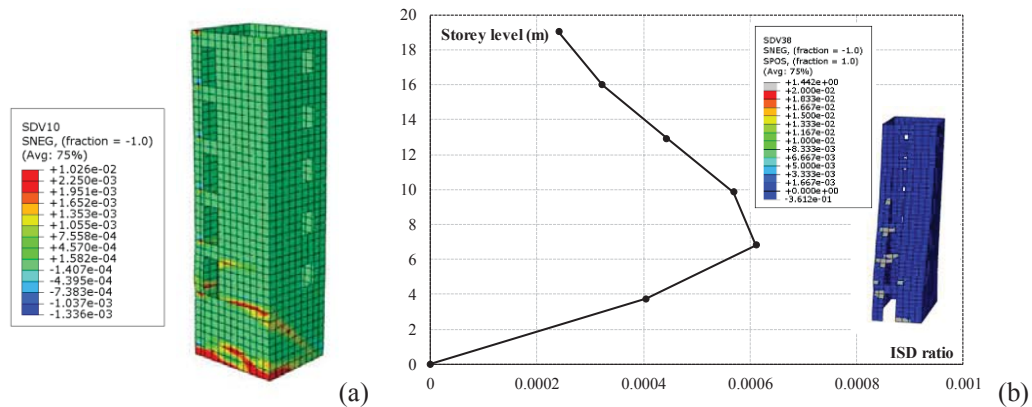 SDV10
SNEG, (fraction = -1.0)
(Avg: 75%)
+1.026e-02
+2.250e-03
+1.951e-03
+1.652e-03
+1.353e-03
+1.055e-03
+7.558e-04
+4.570e-04
+1.582e-04
-1.407e-04
-4.395e-04
-7.383e-04
-1.037e-03
-1.336e-03
(a)
20
18
16
14
12
10
8
6
4
2
0
Storey level (m)
SDV38
SNEG, (fraction = -1.0)
SPOS, (fraction = 1.0)
(Avg: 75%)
+1.442e+00
+2.000e-02
+1.833e-02
+1.667e-02
+1.500e-02
+1.333e-02
+1.167e-02
+1.000e-02
+8.333e-03
+6.667e-03
+5.000e-03
+3.333e-03
+1.667e-03
+0.000e+00
-3.612e-01
ISD ratio
0 0.0002 0.0004 0.0006 0.0008 0.001
(b)